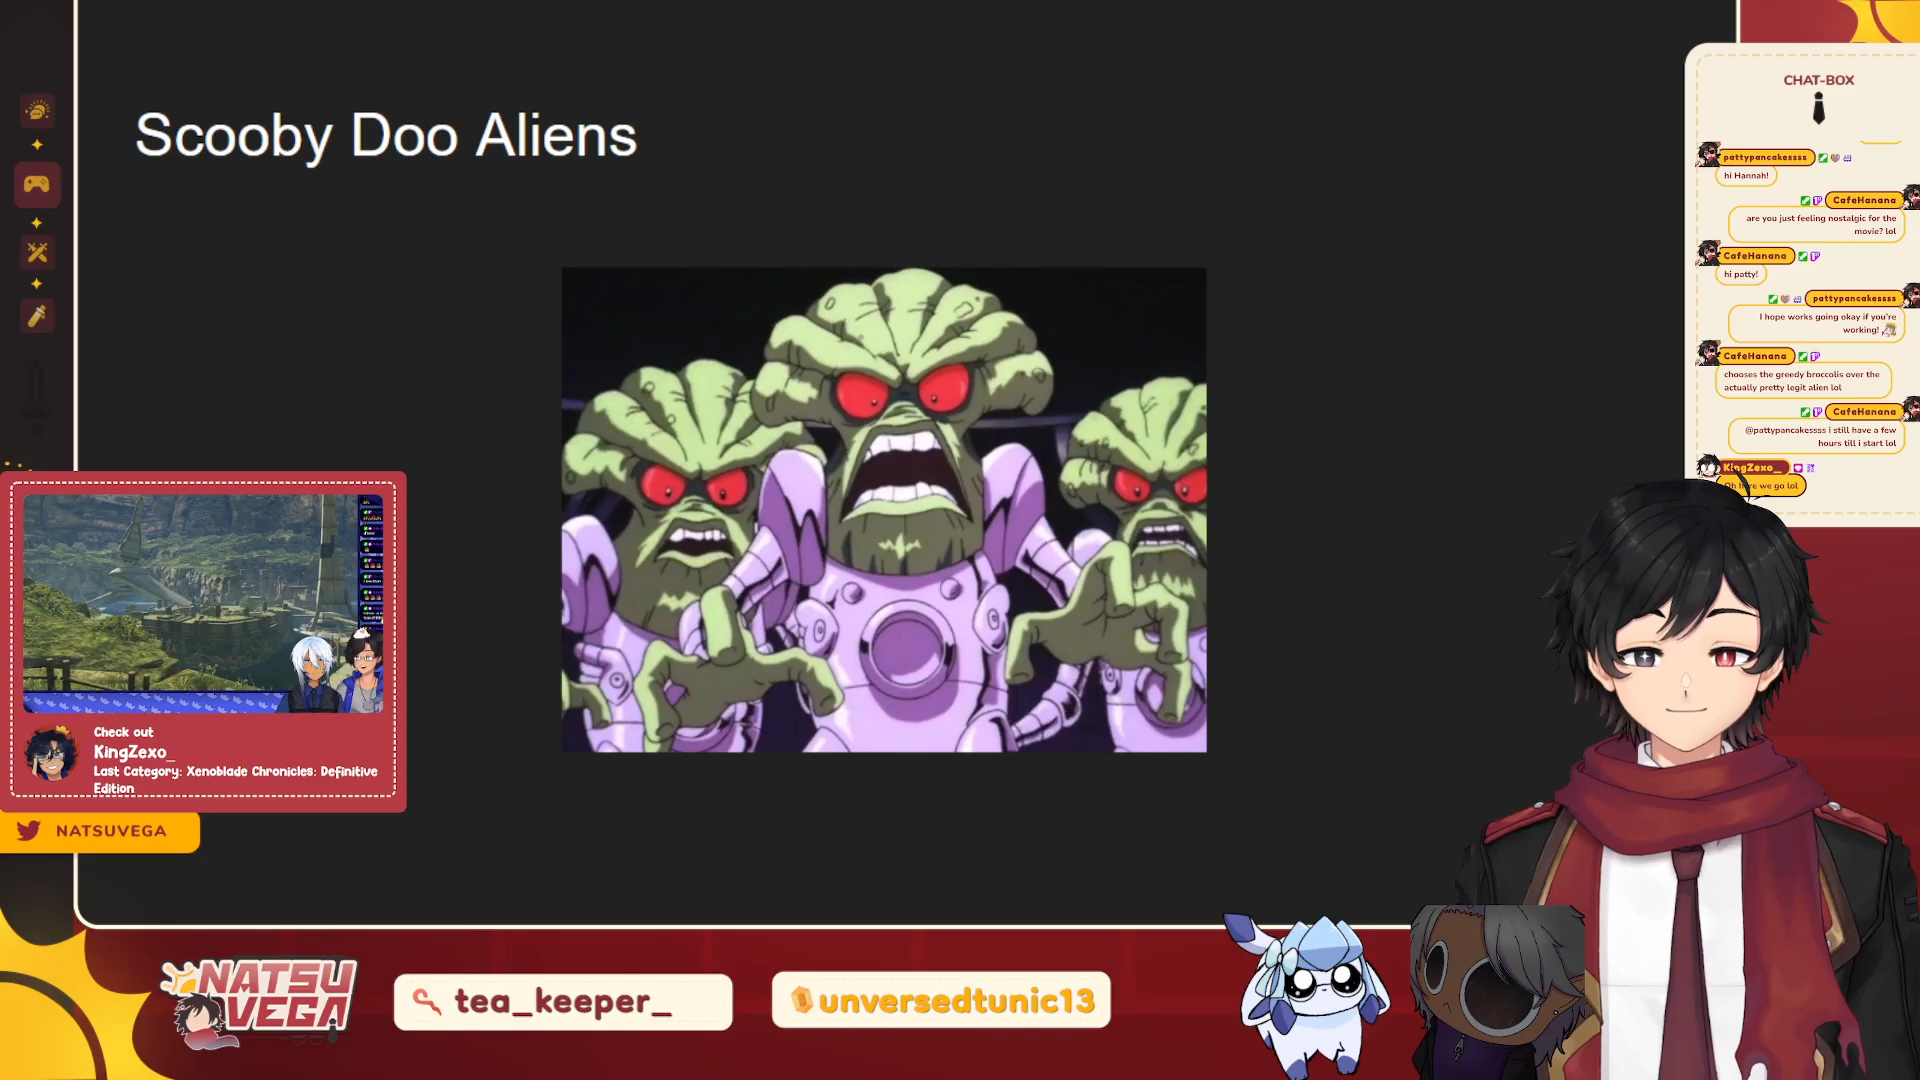 Scooby Doo Aliens
CHAT-BOX
pattypancakessss
hi Hannah!
CafeHanana
are you just feeling nostalgic for the
movie? lol
CafeHanana
hi patty!
pattypancakessss
I hope works going okay if you're
working!
CafeHanana
chooses the greedy broccolis over the
actually pretty legit alien lol
CafeHanana
@pattypancakessss i still have a few
hours till i start lol
KingZexo_
Oh here we go lol
Check out
KingZexo_
Last Category: Xenoblade Chronicles: Definitive
Edition
NATSUVEGA
NATSU
VEGA
tea_keeper_
unversedtunic13